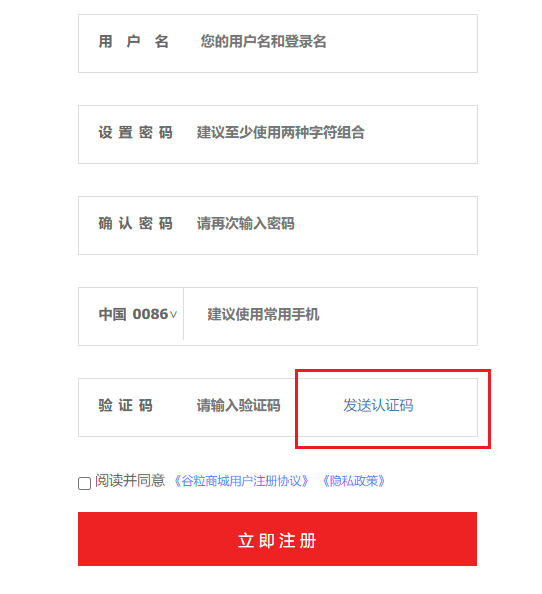 用 户 名 您的用户名和登录名
设 置 密 码 建议至少使用两种字符组合
确 认 密 码 请再次输入密码
中国 0086∨ 建议使用常用手机
验 证 码 请输入验证码 发送认证码
阅读并同意 《谷粒商城用户注册协议》 《隐私政策》
立 即 注 册